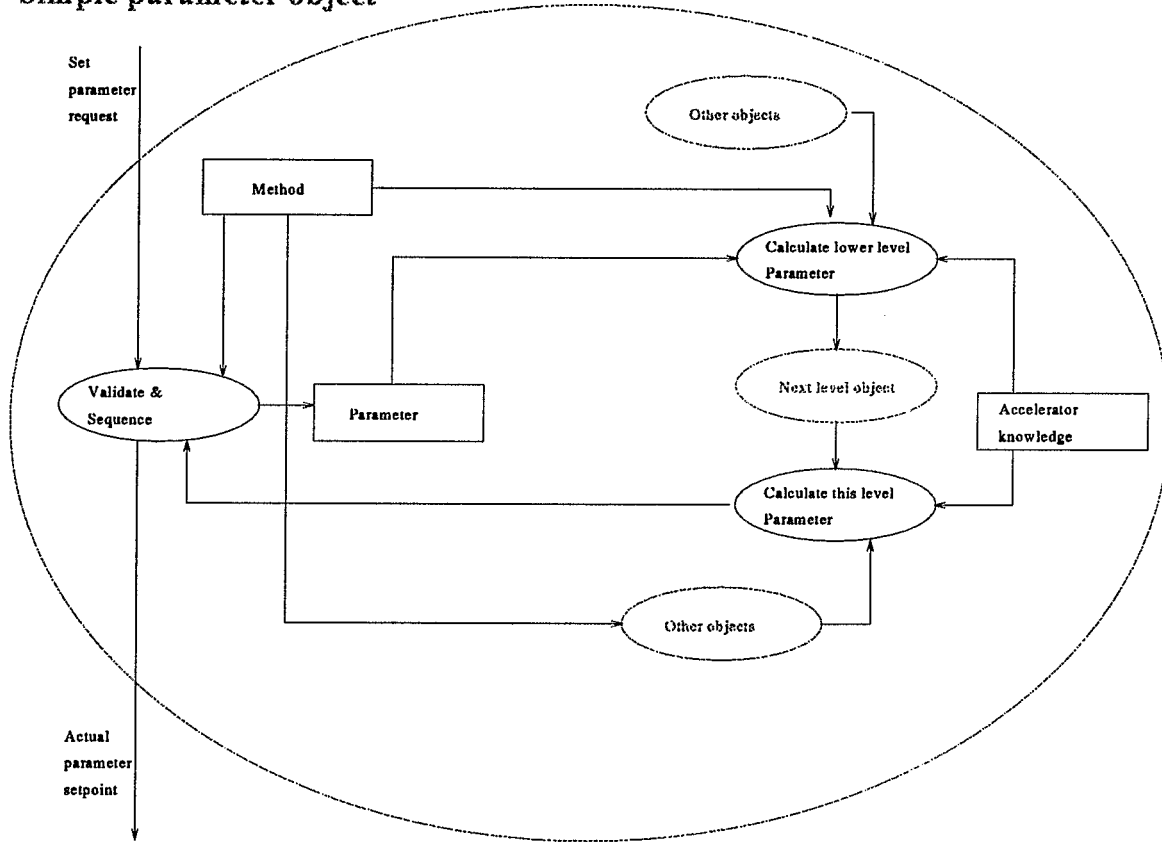 Simple parameter object
Set
parameter
request
Other objects
Method
Calculate lower level
Parameter
Validate &
Sequence
Parameter
Next level object
Accelerator
knowledge
Calculate this level
Parameter
Other objects
Actual
parameter
setpoint